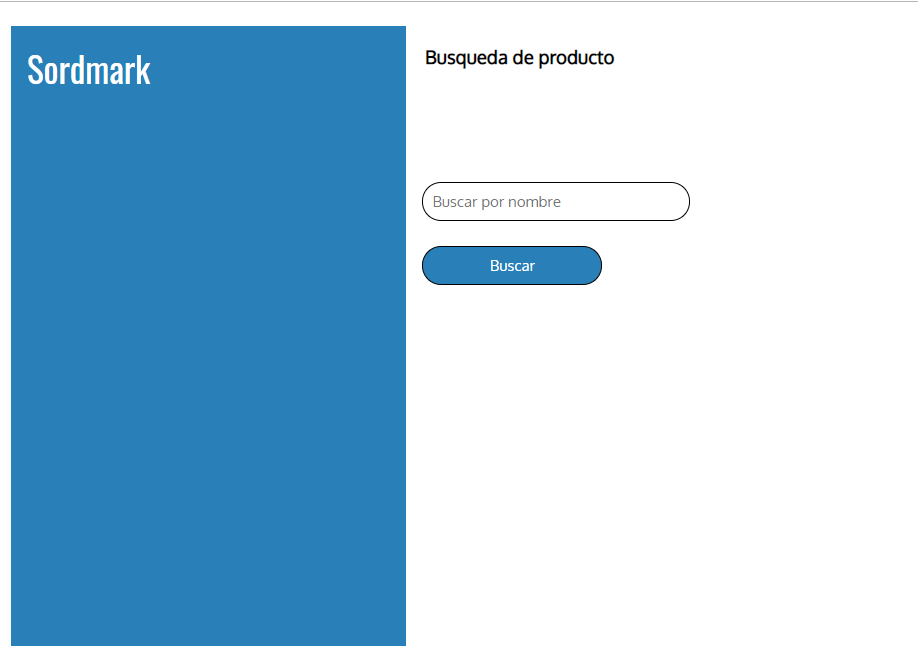 Sordmark
Busqueda de producto
Buscar por nombre
Buscar